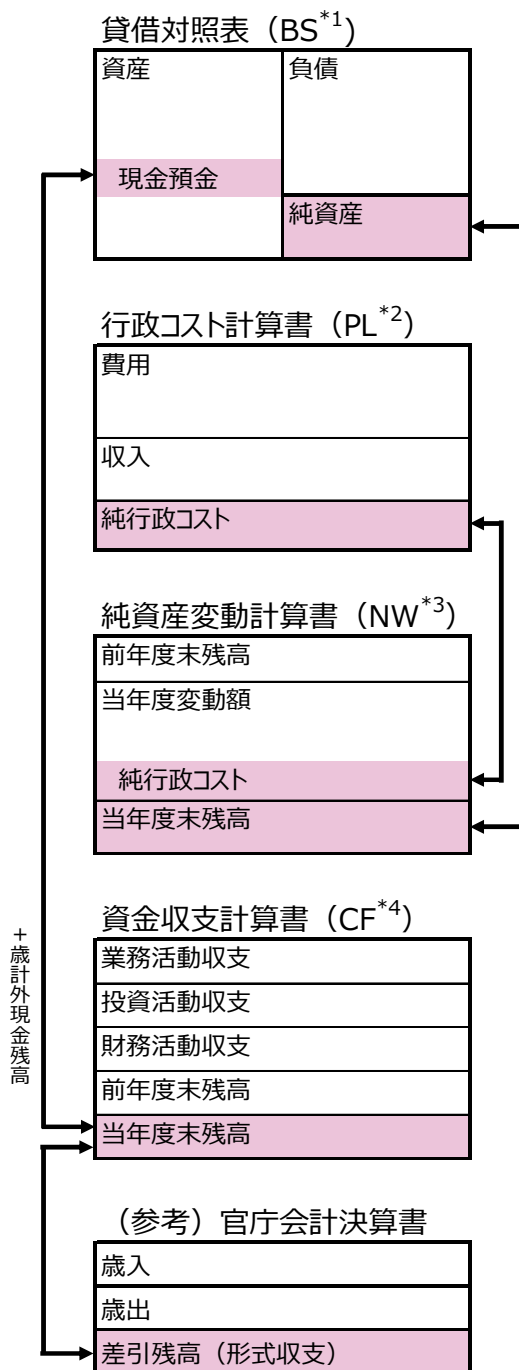 貸借対照表（BS*1)
資産
負債
現金預金
純資産
行政コスト計算書（PL*2）
費用
収入
純行政コスト
純資産変動計算書（NW*3）
前年度末残高
当年度変動額
純行政コスト
当年度末残高
＋歳計外現金残高
資金収支計算書（CF*4）
業務活動収支
投資活動収支
財務活動収支
前年度末残高
当年度末残高
（参考）官庁会計決算書
歳入
歳出
差引残高（形式収支）